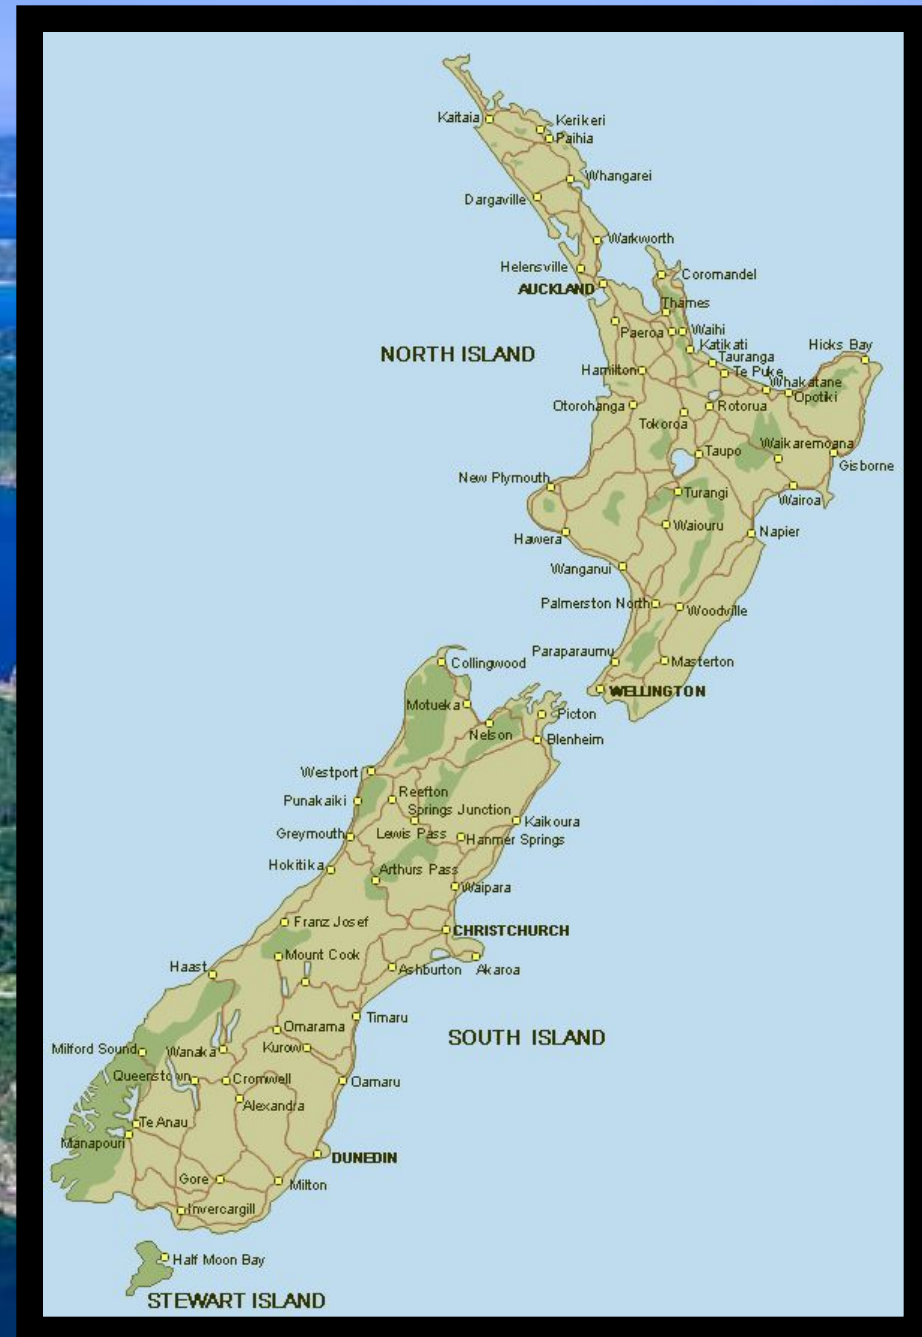 Kaitaia
Kerikeri
Paihia
Whangarei
Dargaville
Warkworth
Helensville
Coromandel
AUCKLAND
Thames
Paeroa
Waihi
Katikati
Hicks Bay
NORTH ISLAND
Tauranga
Hamilton
Te Puke
Whakatane
Opotiki
Otorohanga
Rotorua
Tokoroa
Waikaremoana
Taupo
Gisborne
New Plymouth
Turangi
Wairoa
Waiouru
Napier
Hawera
Wanganui
Palmerston North
Woodville
Paraparaumu
Masterton
Collingwood
WELLINGTON
Motueka
Picton
Nelson
Blenheim
Westport
Reefton
Punakaiki
Springs Junction
Kaikoura
Greymouth
Lewis Pass
Hanmer Springs
Hokitika
Arthurs Pass
Waipara
Franz Josef
CHRISTCHURCH
Mount Cook
Haast
Ashburton
Akaroa
Timaru
Omarama
SOUTH ISLAND
Kurow
Milford Sound
Wanaka
Queenstown
Cromwell
Oamaru
Alexandra
Te Anau
Manapouri
DUNEDIN
Gore
Milton
Invercargill
Half Moon Bay
STEWART ISLAND